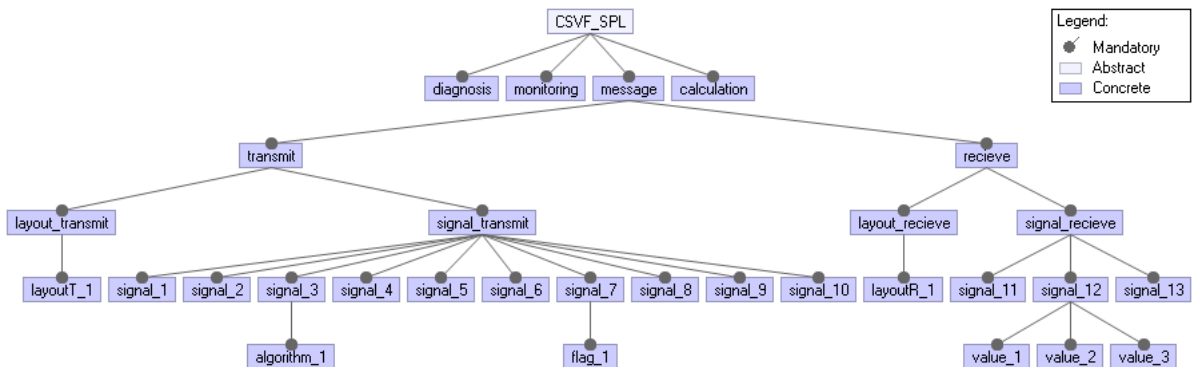 CSVF_SPL
Legend:
Mandatory
Abstract
Concrete
diagnosis monitoring message calculation
transmit recieve
layout_transmit signal_transmit layout_recieve signal_recieve
layoutT_1 signal_1 signal_2 signal_3 signal_4 signal_5 signal_6 signal_7 signal_8 signal_9 signal_10 layoutR_1 signal_11 signal_12 signal_13
algorithm_1 flag_1 value_1 value_2 value_3